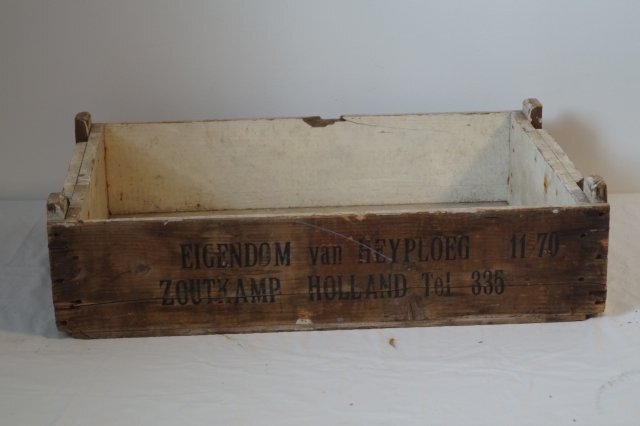 EIGENDOM van HEYPLOEG 11-70
ZOUTKAMP HOLLAND Tel 335